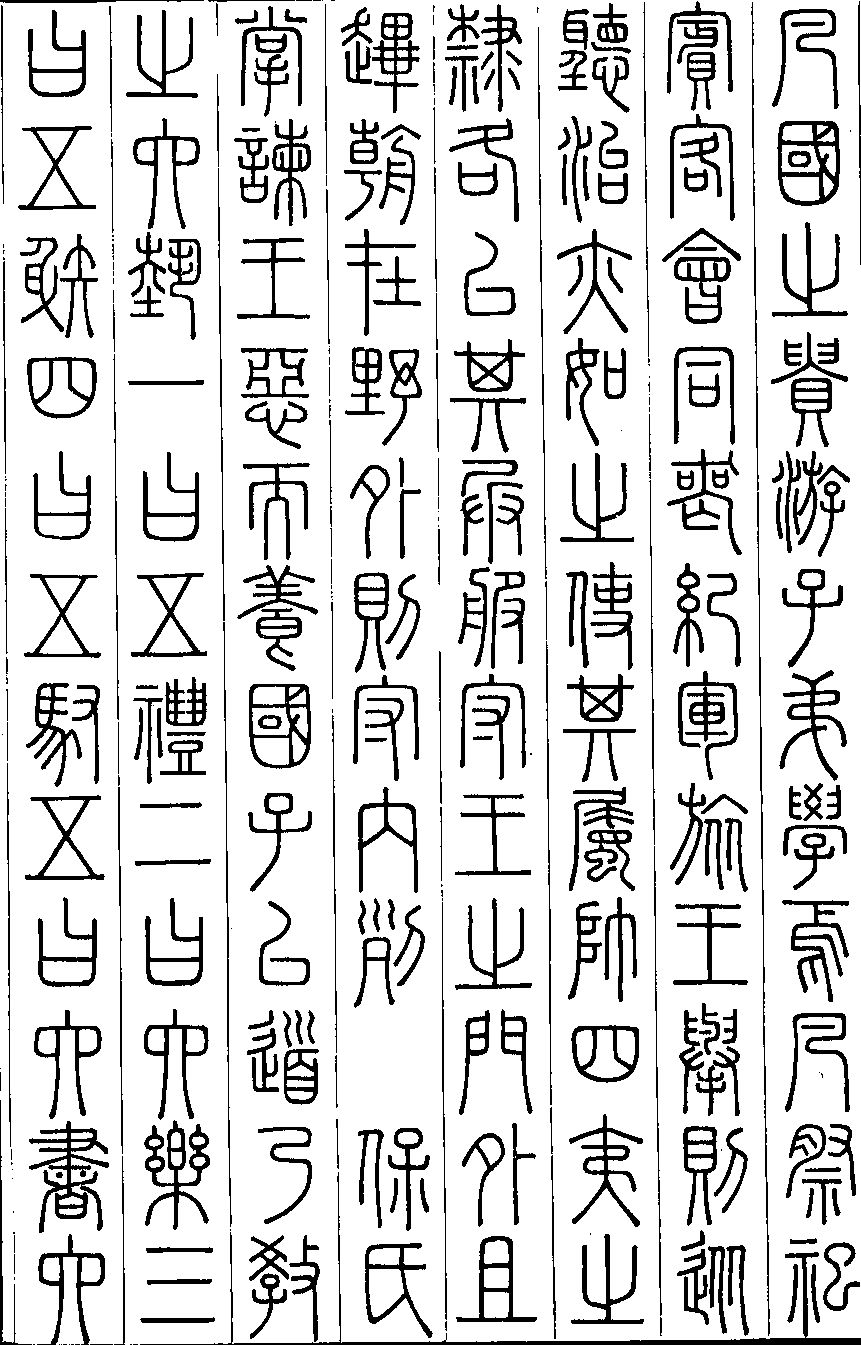 凡國之貴游子弟學焉凡祭祀
賓客會同喪紀軍旅王舉則從
聽治亦如之使其屬帥四夷之
隸各以其兵服守王之門外且
蹕朝在野外則守內列　保氏
掌諫王惡而養國子以道乃教
之六藝一曰五禮二曰六樂三
曰五射四曰五馭五曰六書六